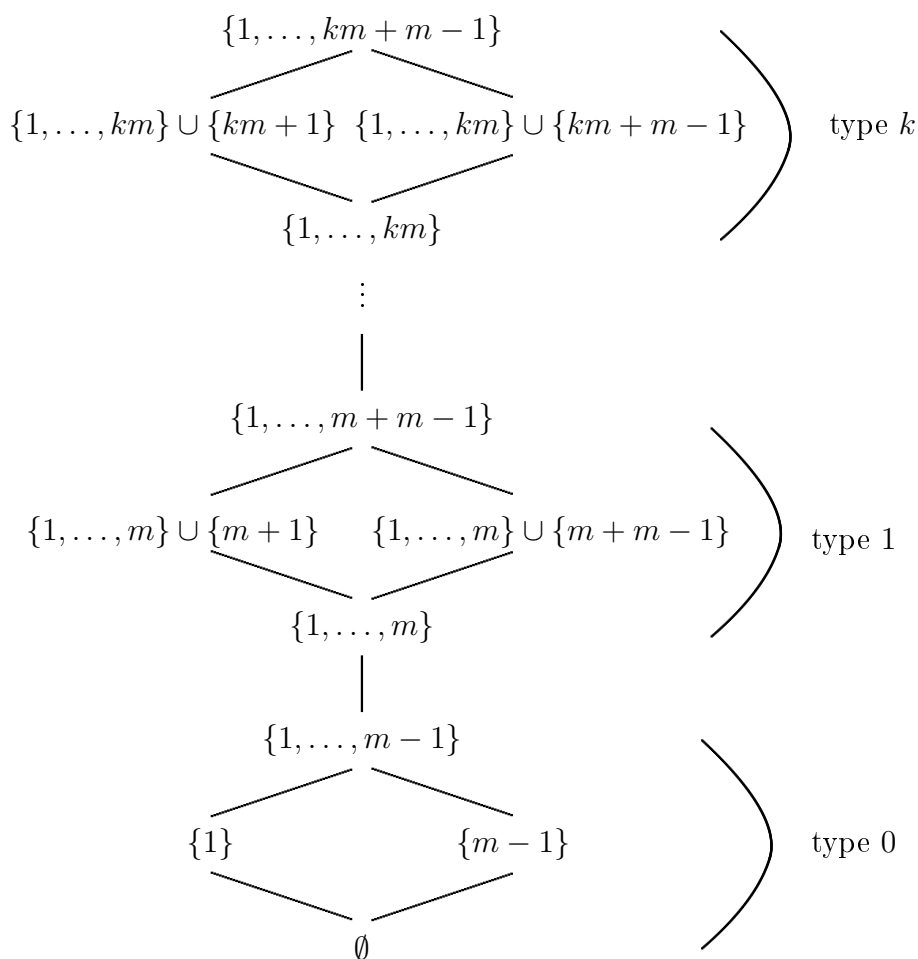 {1, . . . , km + m − 1}
{1, . . . , km} ∪ {km + 1} {1, . . . , km} ∪ {km + m − 1} type k
{1, . . . , km}
⋮
{1, . . . , m + m − 1}
{1, . . . , m} ∪ {m + 1} {1, . . . , m} ∪ {m + m − 1} type 1
{1, . . . , m}
{1, . . . , m − 1}
{1} {m − 1} type 0
∅